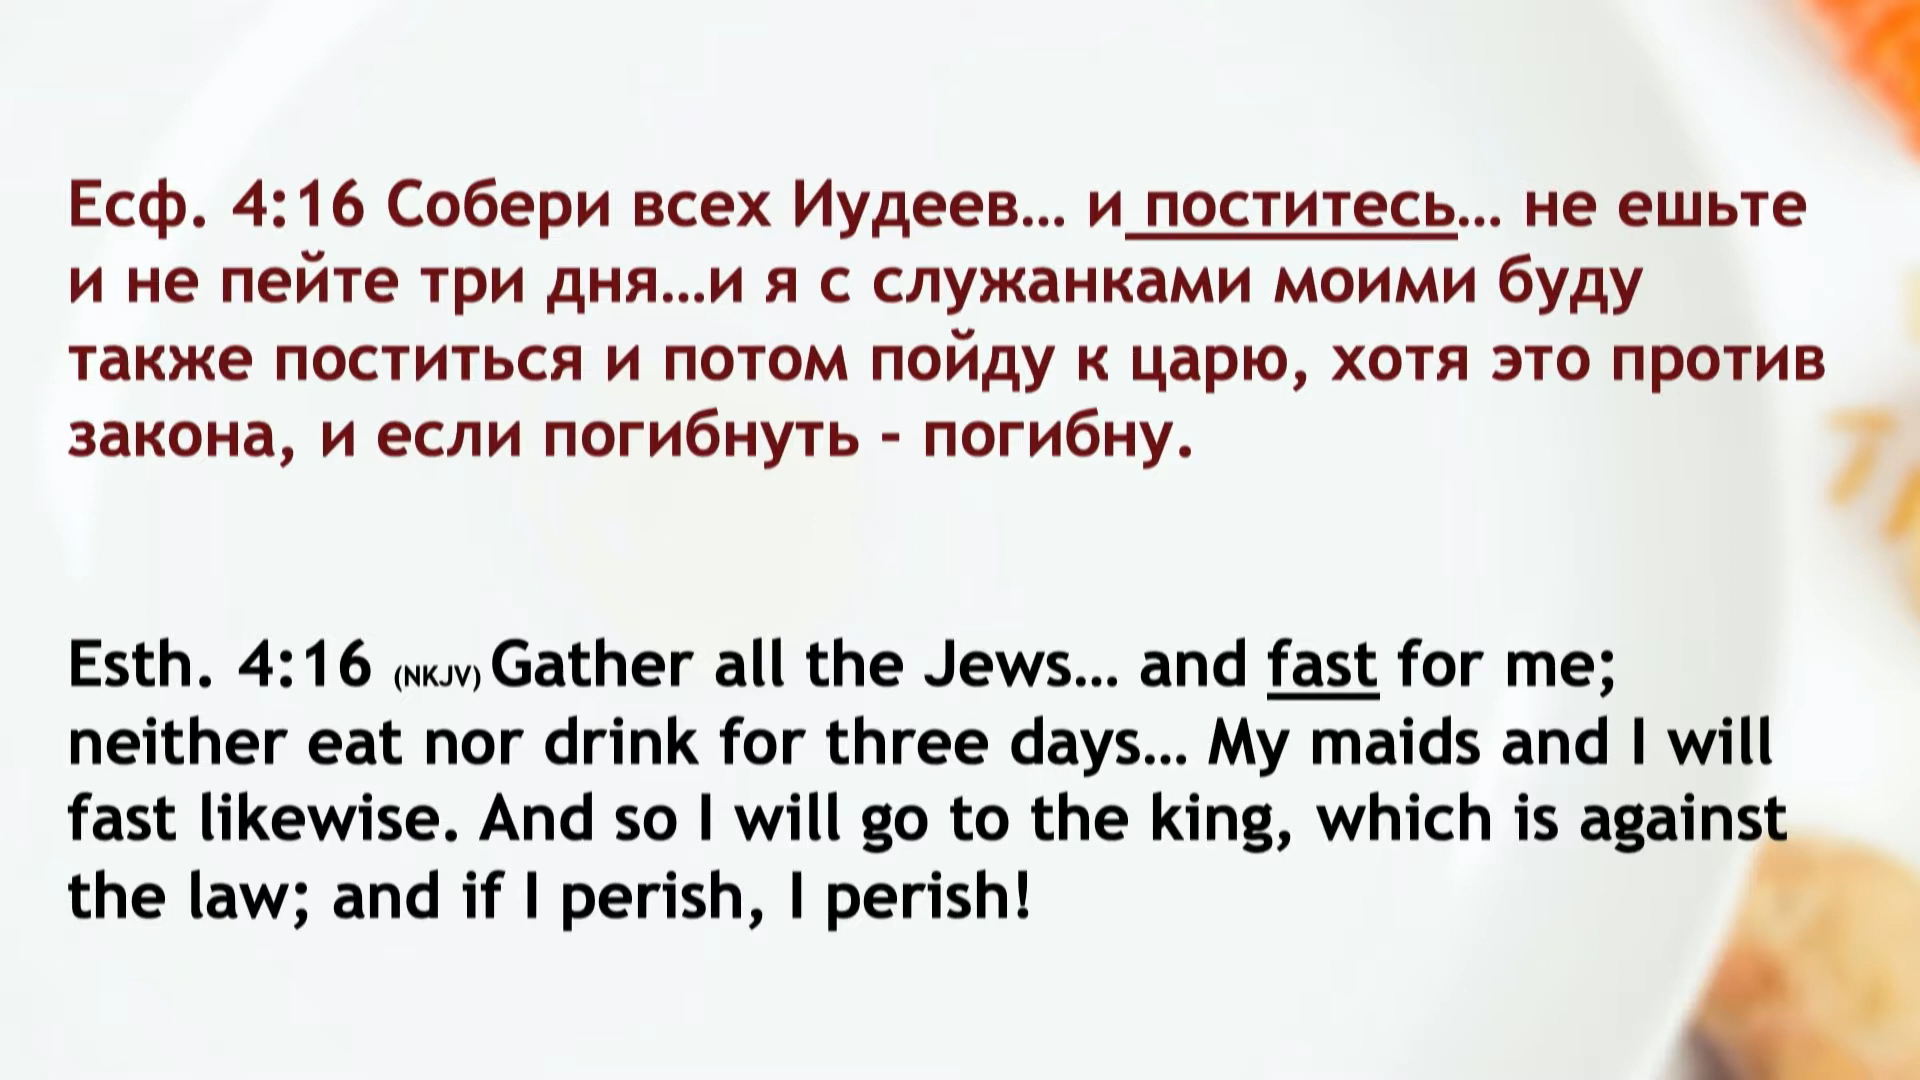 Есф. 4:16 Собери всех Иудеев… и поститесь… не ешьте
и не пейте три дня…и я с служанками моими буду
также поститься и потом пойду к царю, хотя это против
закона, и если погибнуть - погибну.
Esth. 4:16 (NKJV) Gather all the Jews… and fast for me;
neither eat nor drink for three days… My maids and I will
fast likewise. And so I will go to the king, which is against
the law; and if I perish, I perish!